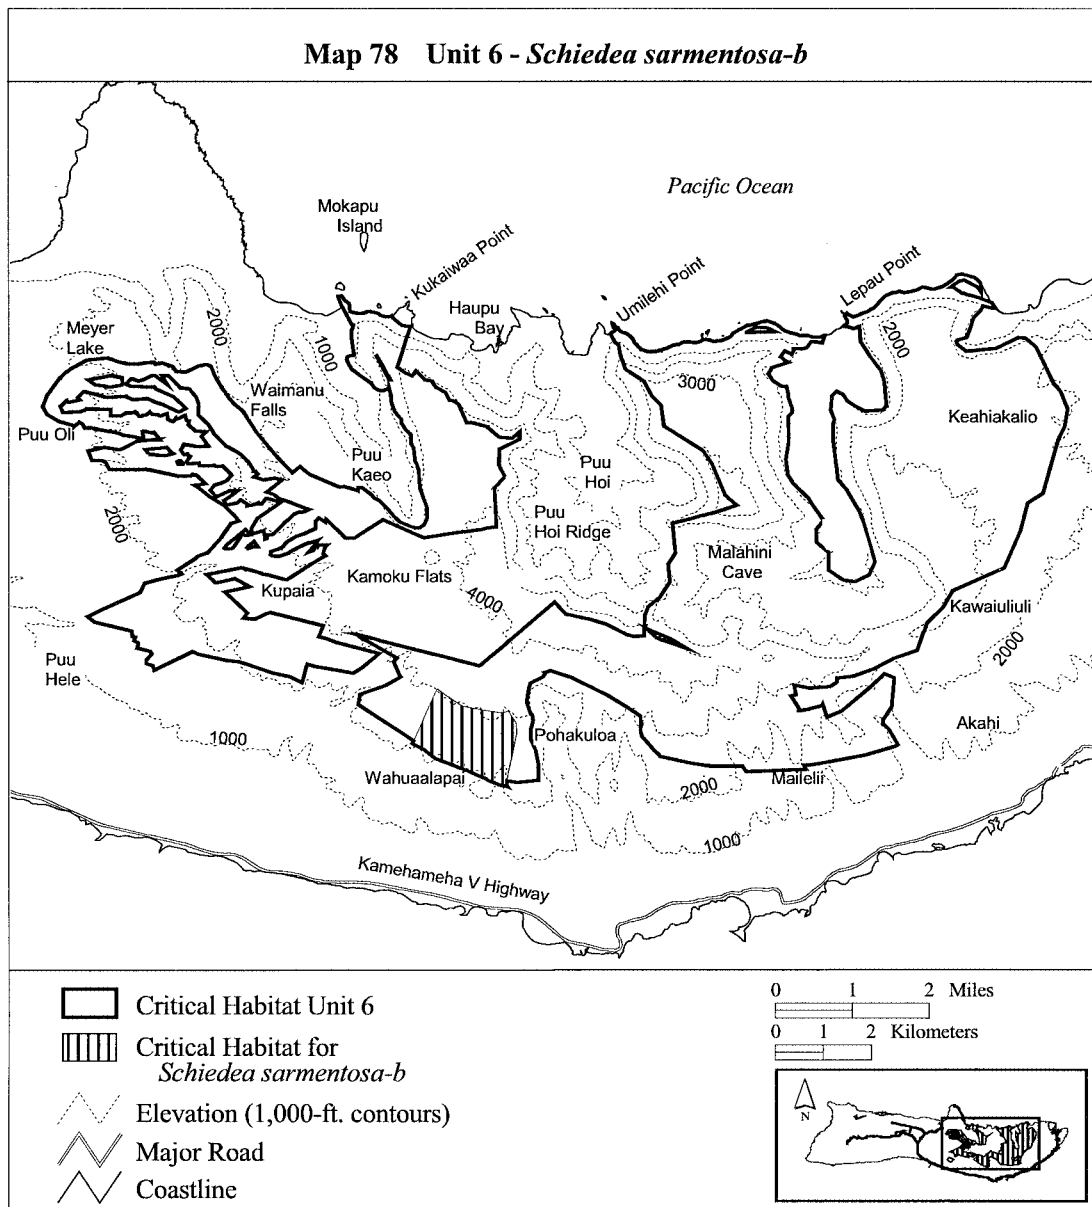 Map 78 Unit 6 - Schiedea sarmentosa-b
Pacific Ocean
Mokapu
Island
Kukaiwaa Point
Haupu
Bay
Umilehi Point
Lepau Point
Meyer
Lake
2000
1000
2000
3000
Waimanu
Falls
Keahiakalio
Puu Oli
Puu
Kaeo
Puu
Hoi
2000
Puu
Hoi Ridge
Malahini
Cave
Kamoku Flats
Kupaia
4000
Kawaiuliuli
2000
Puu
Hele
Akahi
1000
Pohakuloa
Wahuaalapai
Mailelii
2000
1000
Kamehameha V Highway
Critical Habitat Unit 6
Critical Habitat for
Schiedea sarmentosa-b
Elevation (1,000-ft. contours)
Major Road
Coastline
0 1 2 Miles
0 1 2 Kilometers
N